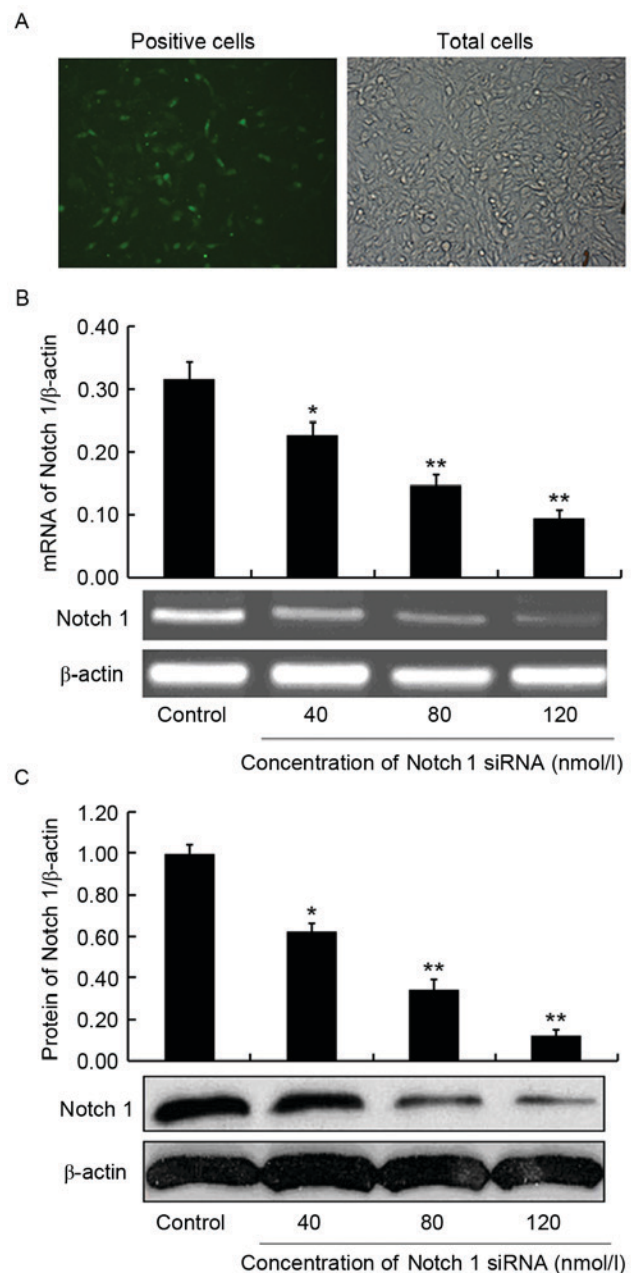 A
Positive cells Total cells
B
mRNA of Notch 1/β-actin
0.40
0.30
0.20
0.10
0.00
*
**
**
Notch 1
β-actin
Control 40 80 120
Concentration of Notch 1 siRNA (nmol/l)
C
Protein of Notch 1/β-actin
1.20
1.00
0.80
0.60
0.40
0.20
0.00
*
**
**
Notch 1
β-actin
Control 40 80 120
Concentration of Notch 1 siRNA (nmol/l)